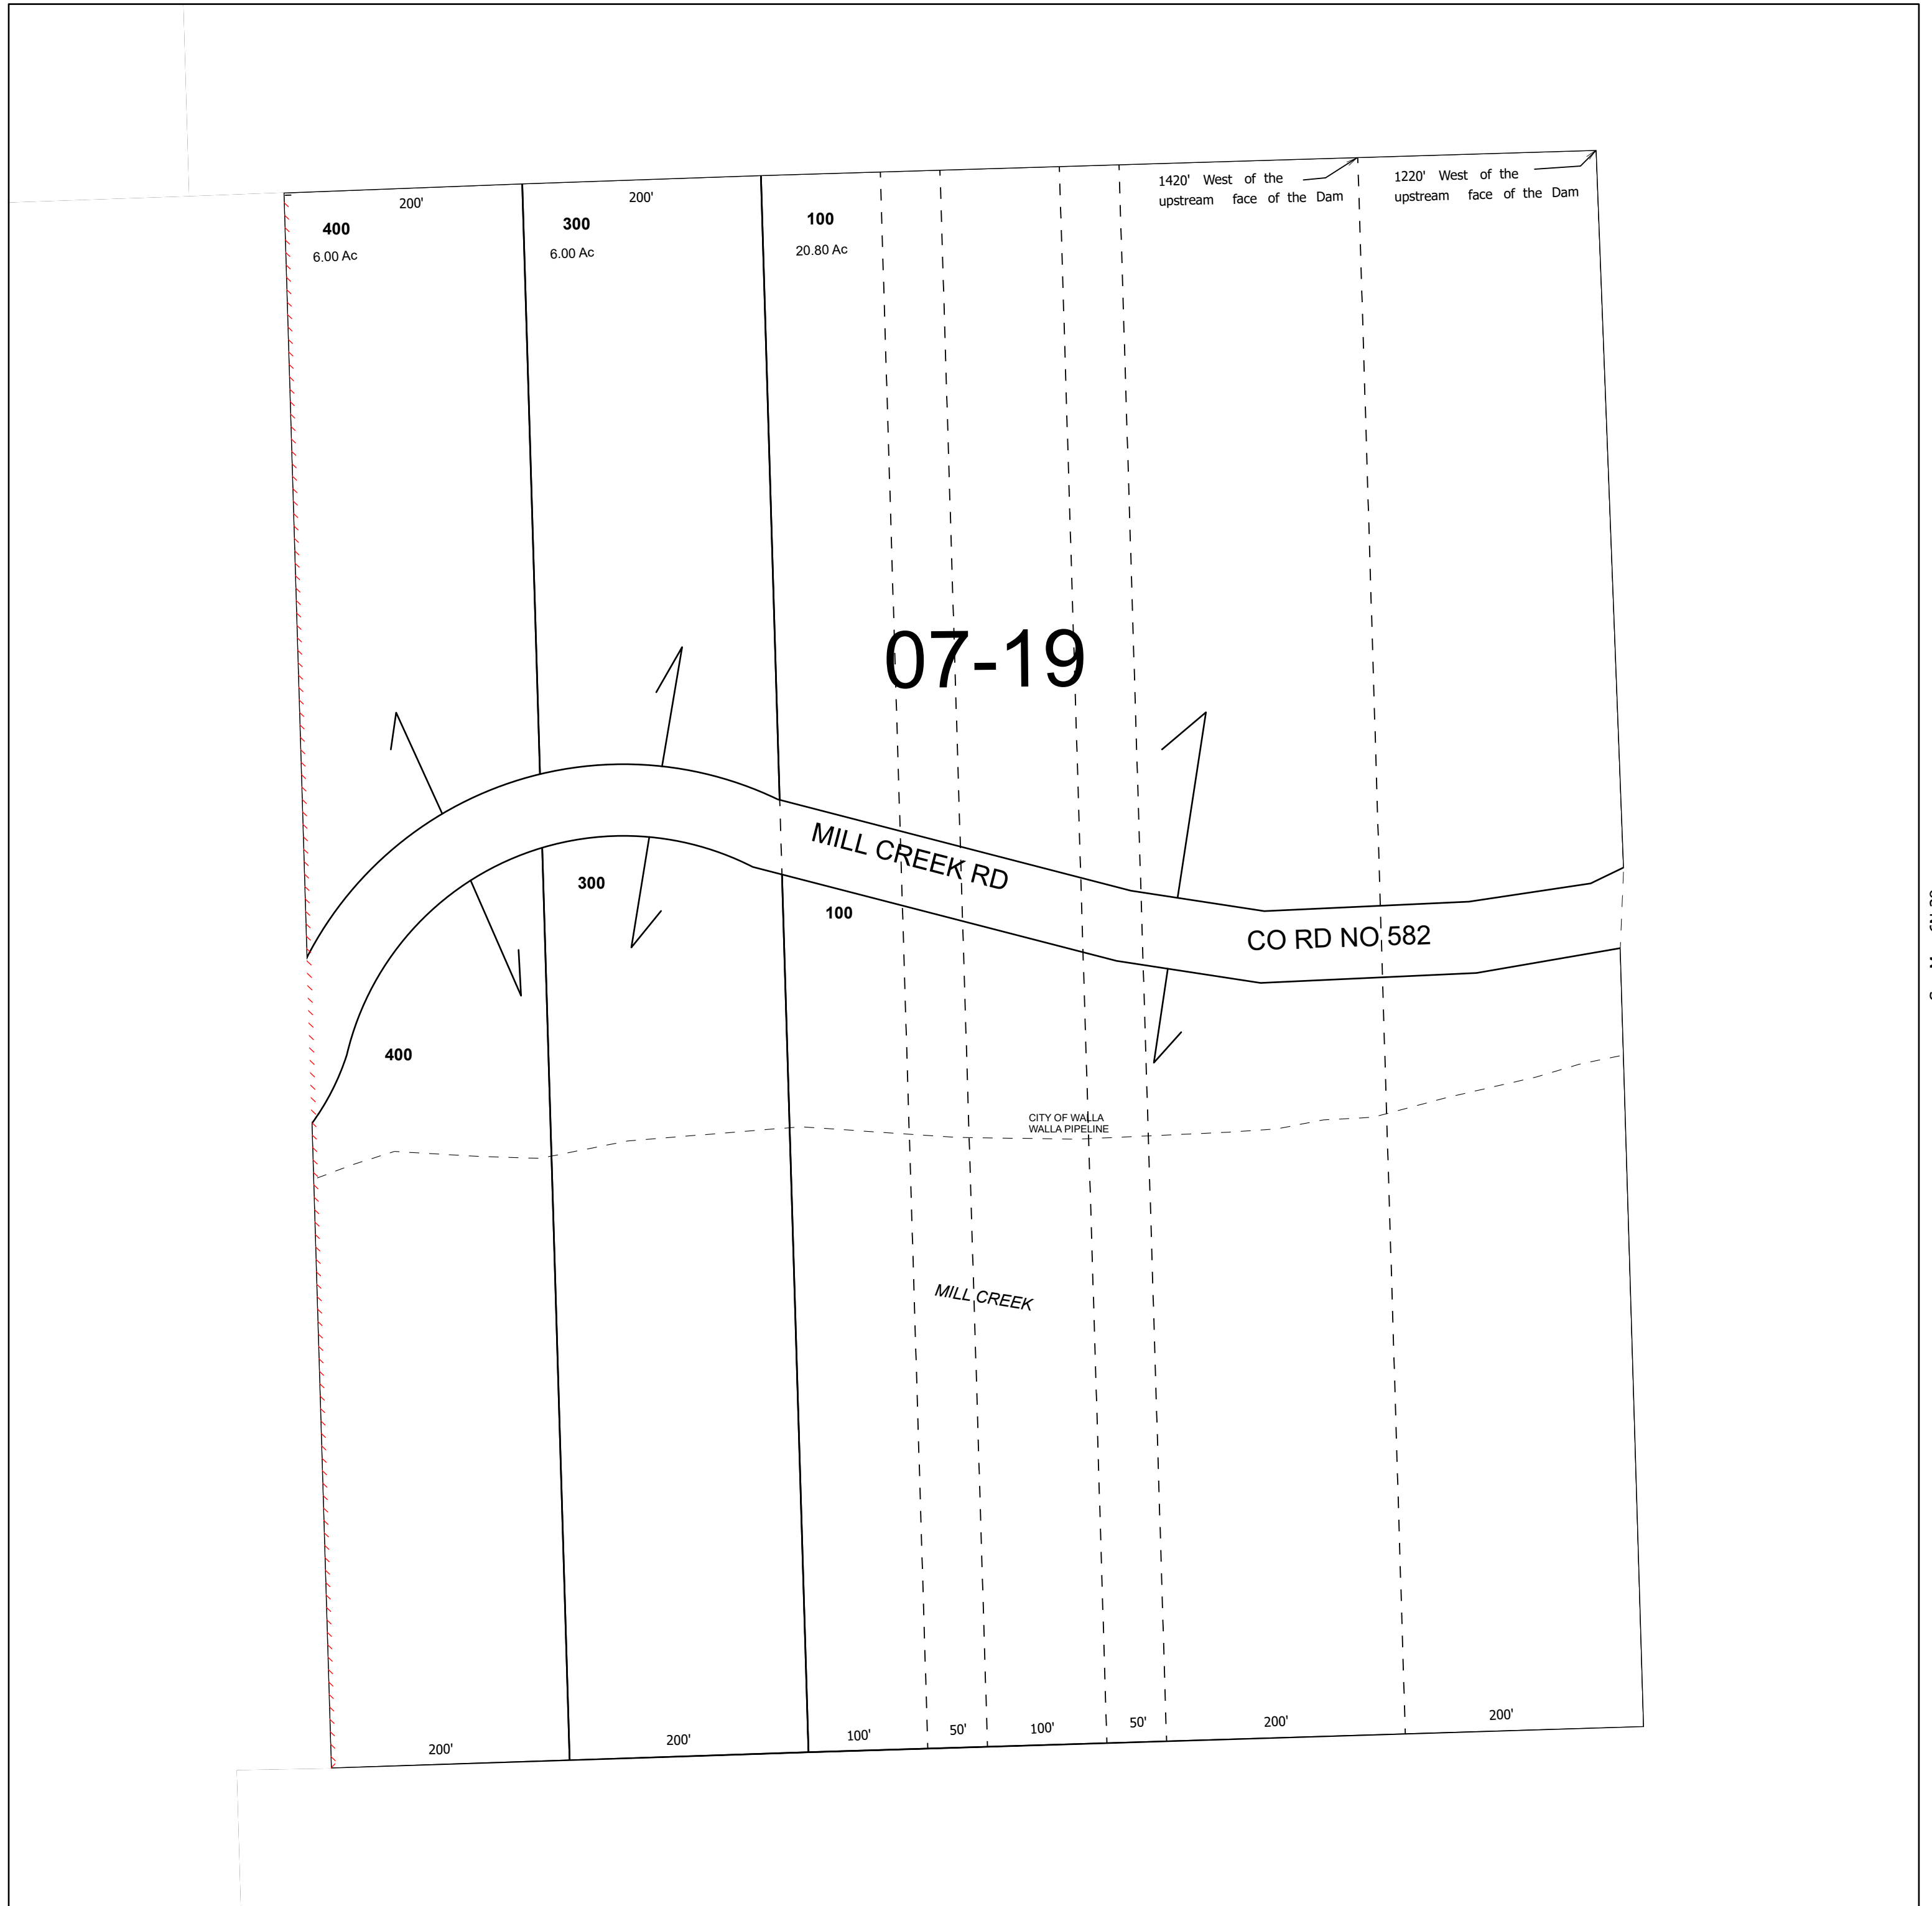 1420' West of the
upstream face of the Dam
1220' West of the
upstream face of the Dam
200'
200'
400
6.00 Ac
300
6.00 Ac
100
20.80 Ac
07-19
MILL CREEK RD
CO RD NO 582
300
100
400
CITY OF WALLA
WALLA PIPELINE
MILL CREEK
200'
200'
100'
50'
100'
50'
200'
200'